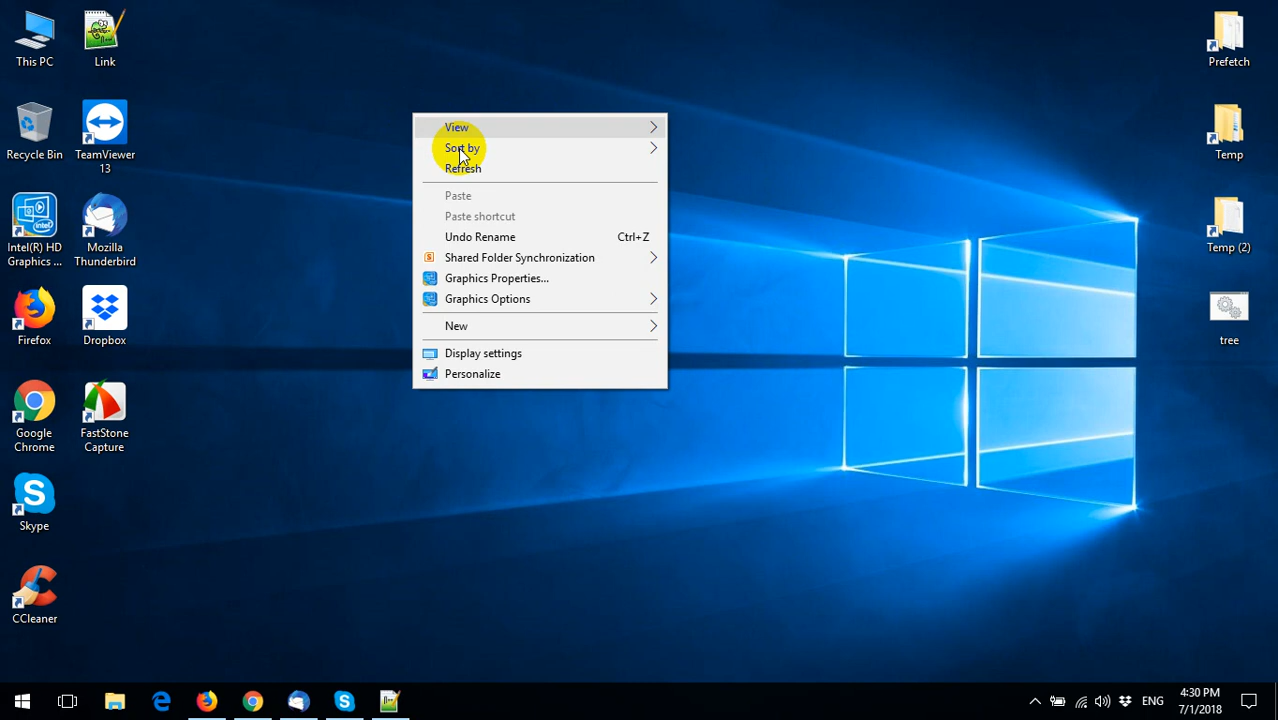 This PC
Link
Recycle Bin
TeamViewer
13
Intel(R) HD
Graphics ...
Mozilla
Thunderbird
Firefox
Dropbox
Google
Chrome
FastStone
Capture
Skype
CCleaner
View
Sort by
Refresh
Paste
Paste shortcut
Undo Rename Ctrl+Z
Shared Folder Synchronization
Graphics Properties...
Graphics Options
New
Display settings
Personalize
Prefetch
Temp
Temp (2)
tree
ENG
4:30 PM
7/1/2018